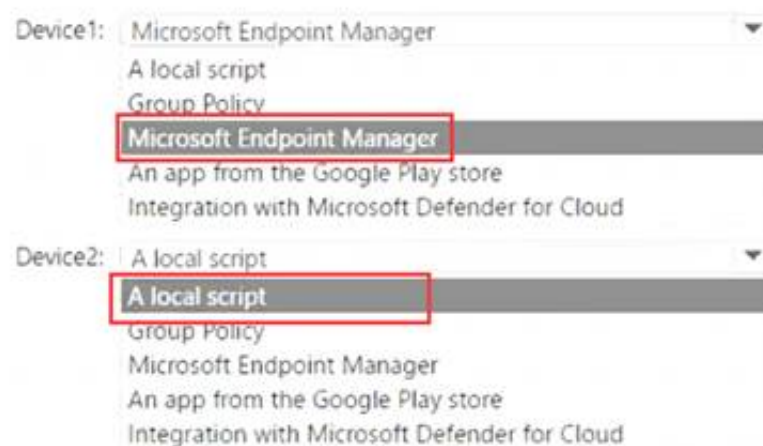 Device1: Microsoft Endpoint Manager
A local script
Group Policy
Microsoft Endpoint Manager
An app from the Google Play store
Integration with Microsoft Defender for Cloud
Device2: A local script
A local script
Group Policy
Microsoft Endpoint Manager
An app from the Google Play store
Integration with Microsoft Defender for Cloud